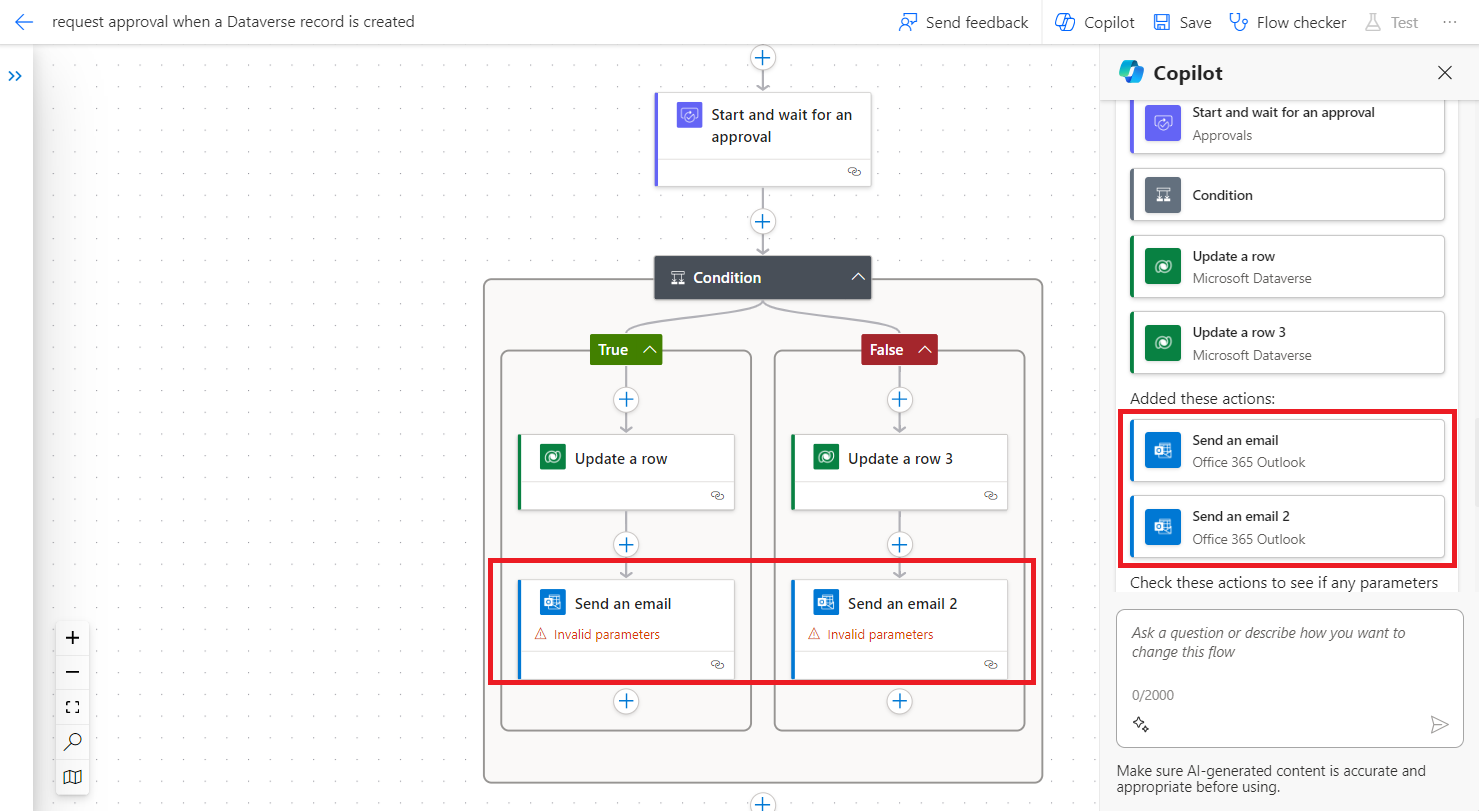 request approval when a Dataverse record is created
Send feedback
Copilot
Save
Flow checker
Test
Start and wait for an
approval
Condition
True
False
Update a row
Update a row 3
Send an email
Invalid parameters
Send an email 2
Invalid parameters
Copilot
Start and wait for an approval
Approvals
Condition
Update a row
Microsoft Dataverse
Update a row 3
Microsoft Dataverse
Added these actions:
Send an email
Office 365 Outlook
Send an email 2
Office 365 Outlook
Check these actions to see if any parameters
Ask a question or describe how you want to
change this flow
0/2000
Make sure AI-generated content is accurate and
appropriate before using.